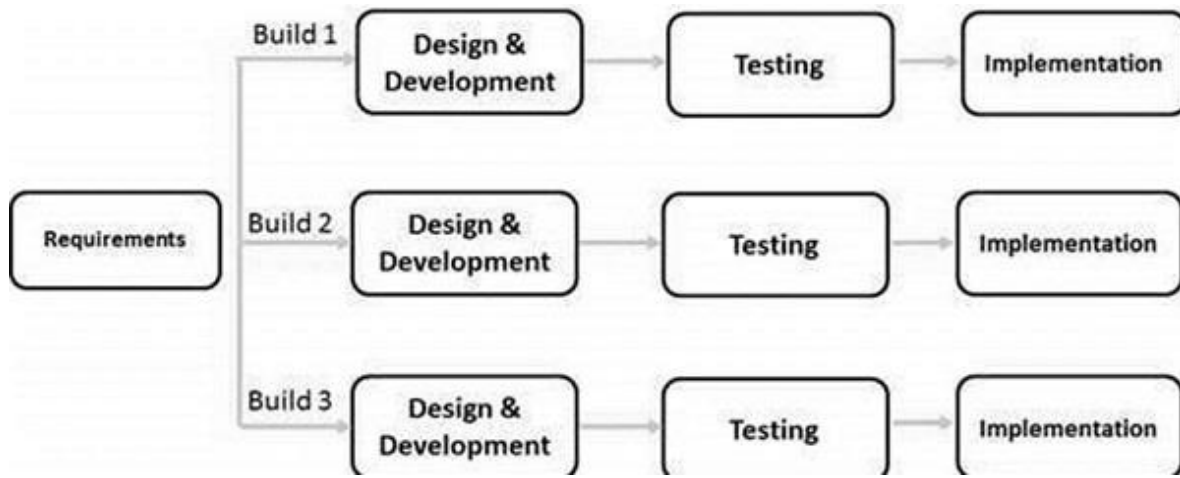 Build 1
Design &
Development
Testing
Implementation
Requirements
Build 2
Design &
Development
Testing
Implementation
Build 3
Design &
Development
Testing
Implementation